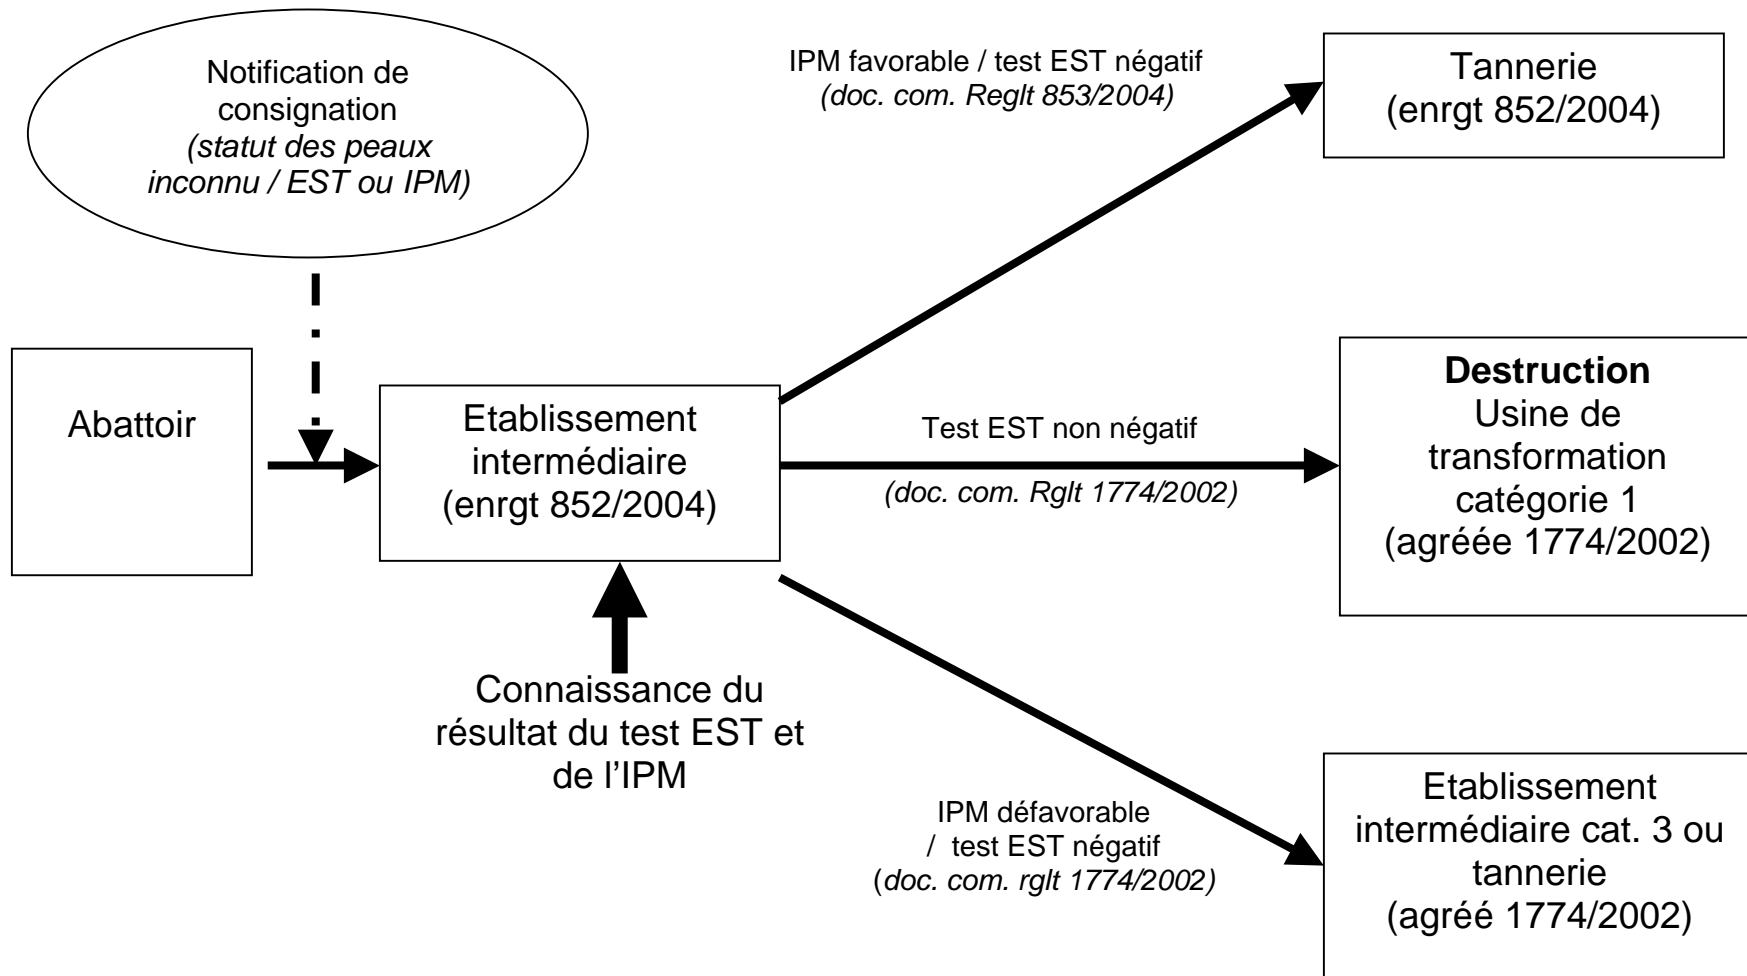 Notification de
consignation
(statut des peaux
inconnu / EST ou IPM)
IPM favorable / test EST négatif
(doc. com. Reglt 853/2004)
Tannerie
(enrgt 852/2004)
Abattoir
Etablissement
intermédiaire
(enrgt 852/2004)
Test EST non négatif
(doc. com. Rglt 1774/2002)
Destruction
Usine de
transformation
catégorie 1
(agréée 1774/2002)
Connaissance du
résultat du test EST et
de l’IPM
IPM défavorable
/ test EST négatif
(doc. com. rglt 1774/2002)
Etablissement
intermédiaire cat. 3 ou
tannerie
(agréé 1774/2002)